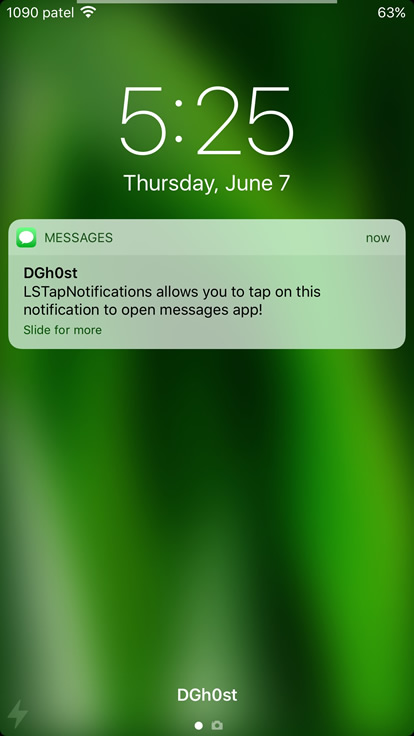 1090 patel 63%
5:25
Thursday, June 7
MESSAGES now
DGh0st
LSTapNotifications allows you to tap on this
notification to open messages app!
Slide for more
DGh0st